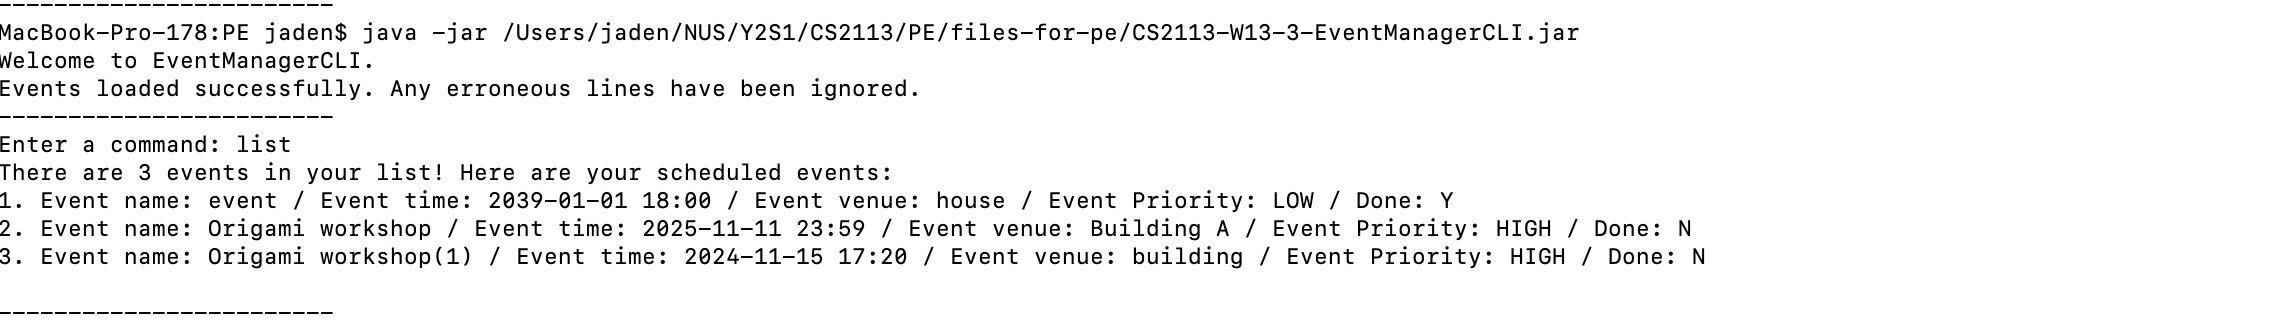 ------------------------
MacBook-Pro-178:PE jaden$ java -jar /Users/jaden/NUS/Y2S1/CS2113/PE/files-for-pe/CS2113-W13-3-EventManagerCLI.jar
Welcome to EventManagerCLI.
Events loaded successfully. Any erroneous lines have been ignored.
------------------------
Enter a command: list
There are 3 events in your list! Here are your scheduled events:
1. Event name: event / Event time: 2039-01-01 18:00 / Event venue: house / Event Priority: LOW / Done: Y
2. Event name: Origami workshop / Event time: 2025-11-11 23:59 / Event venue: Building A / Event Priority: HIGH / Done: N
3. Event name: Origami workshop(1) / Event time: 2024-11-15 17:20 / Event venue: building / Event Priority: HIGH / Done: N
------------------------